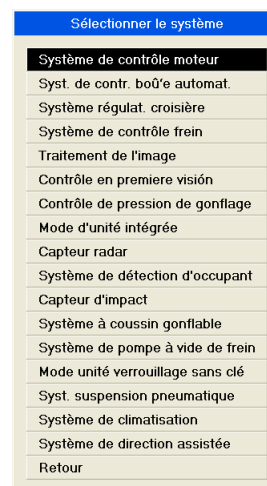 Sélectionner le système
Système de contrôle moteur
Syst. de contr. boû'e automat.
Système régulat. croisière
Système de contrôle frein
Traitement de l'image
Contrôle en premiere visión
Contrôle de pression de gonflage
Mode d'unité intégrée
Capteur radar
Système de détection d'occupant
Capteur d'impact
Système à coussin gonflable
Système de pompe à vide de frein
Mode unité verrouillage sans clé
Syst. suspension pneumatique
Système de climatisation
Système de direction assistée
Retour